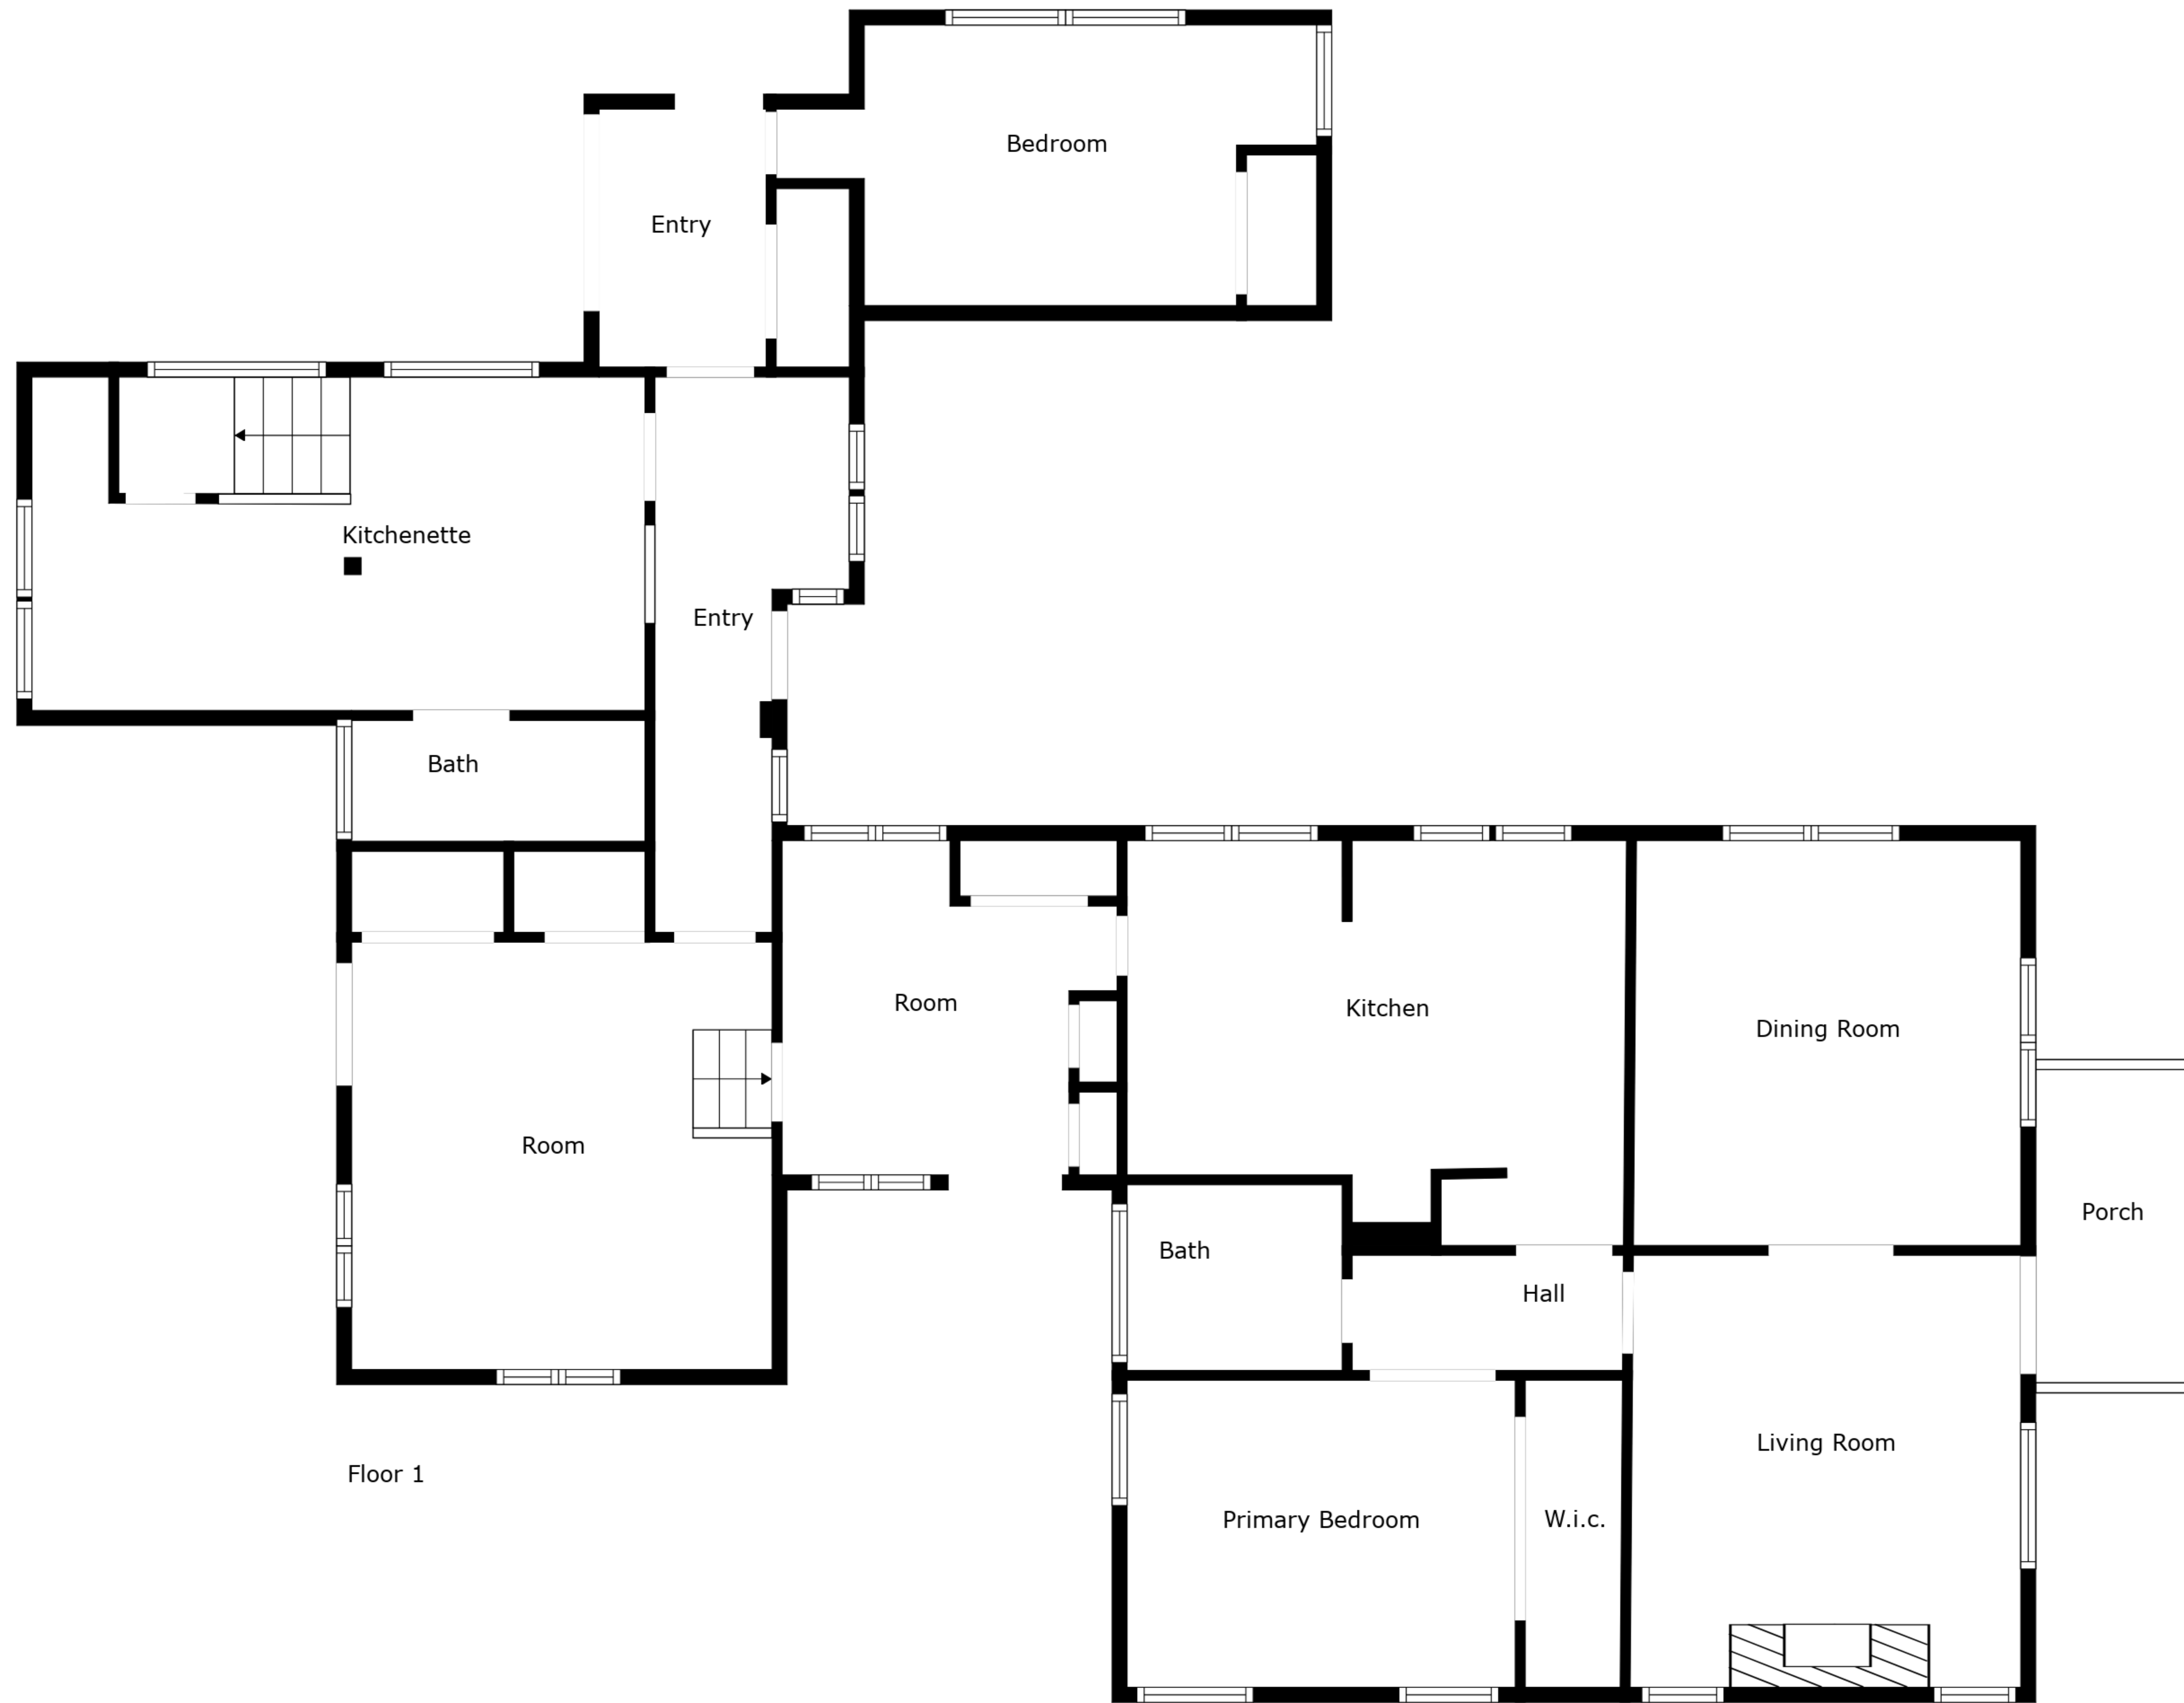 Bedroom
Entry
Kitchenette
Entry
Bath
Room
Kitchen
Dining Room
Room
Porch
Bath
Hall
Living Room
Floor 1
Primary Bedroom
W.i.c.